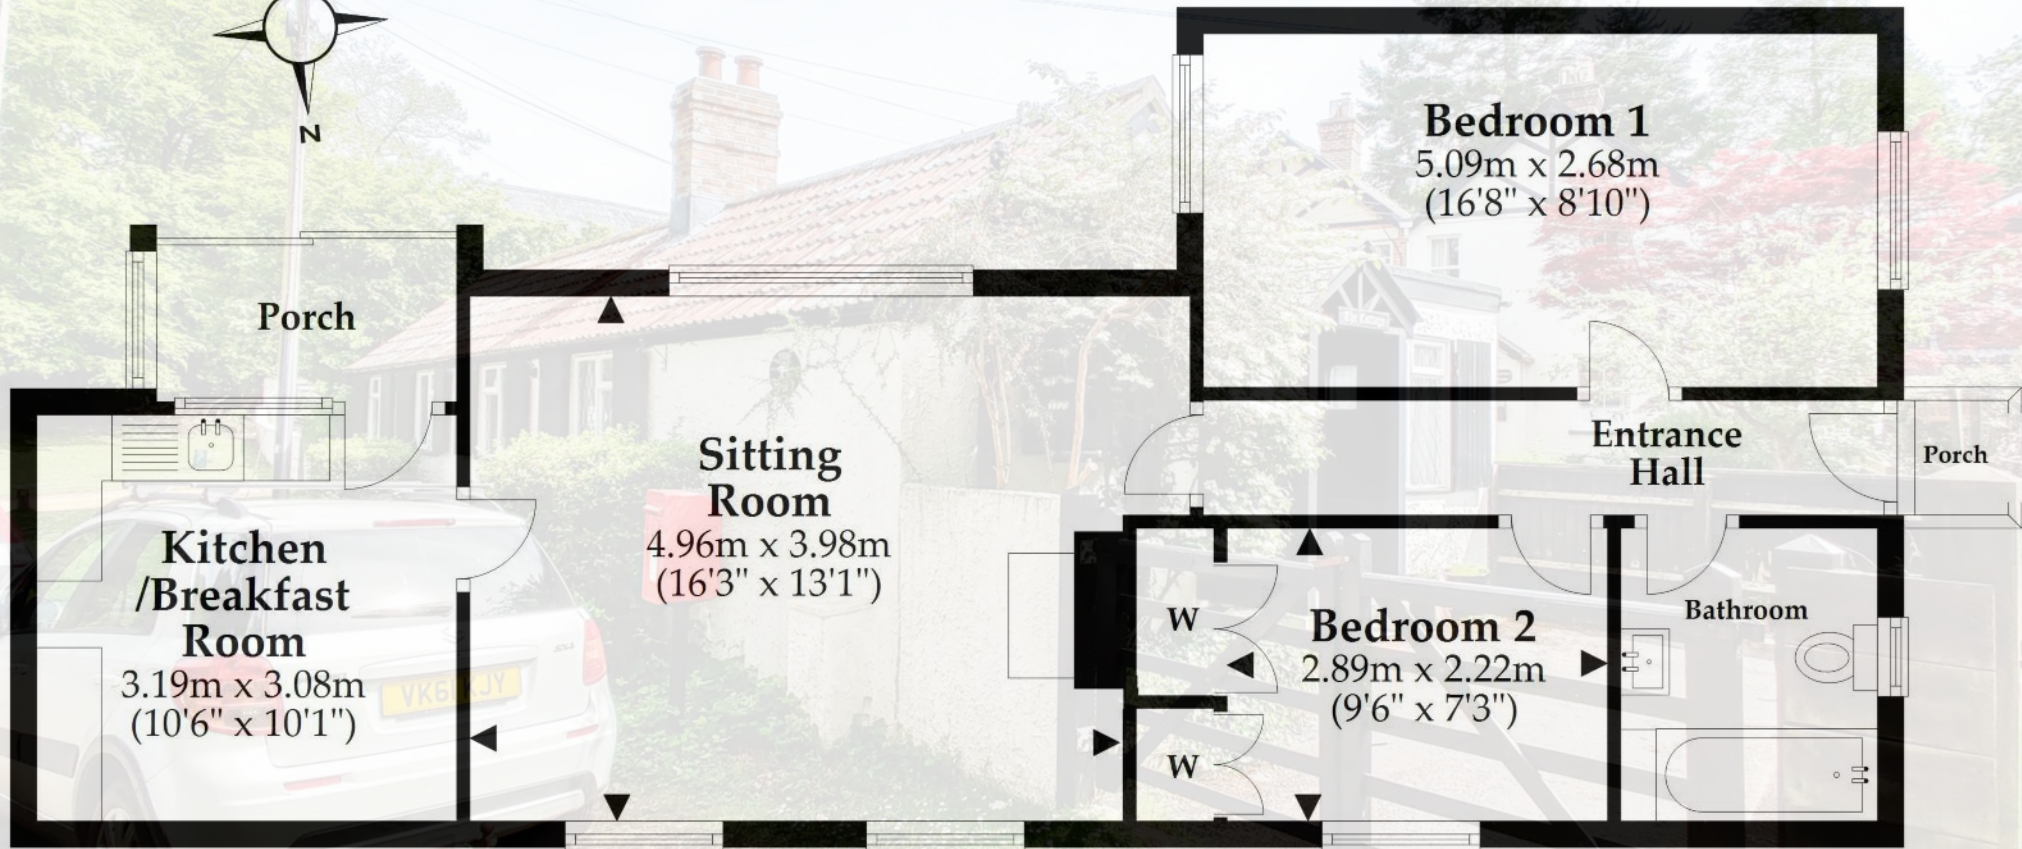 N
Porch
Kitchen
/Breakfast
Room
3.19m x 3.08m
(10'6" x 10'1")
Sitting
Room
4.96m x 3.98m
(16'3" x 13'1")
Bedroom 1
5.09m x 2.68m
(16'8" x 8'10")
Entrance
Hall
Porch
W
W
Bedroom 2
2.89m x 2.22m
(9'6" x 7'3")
Bathroom